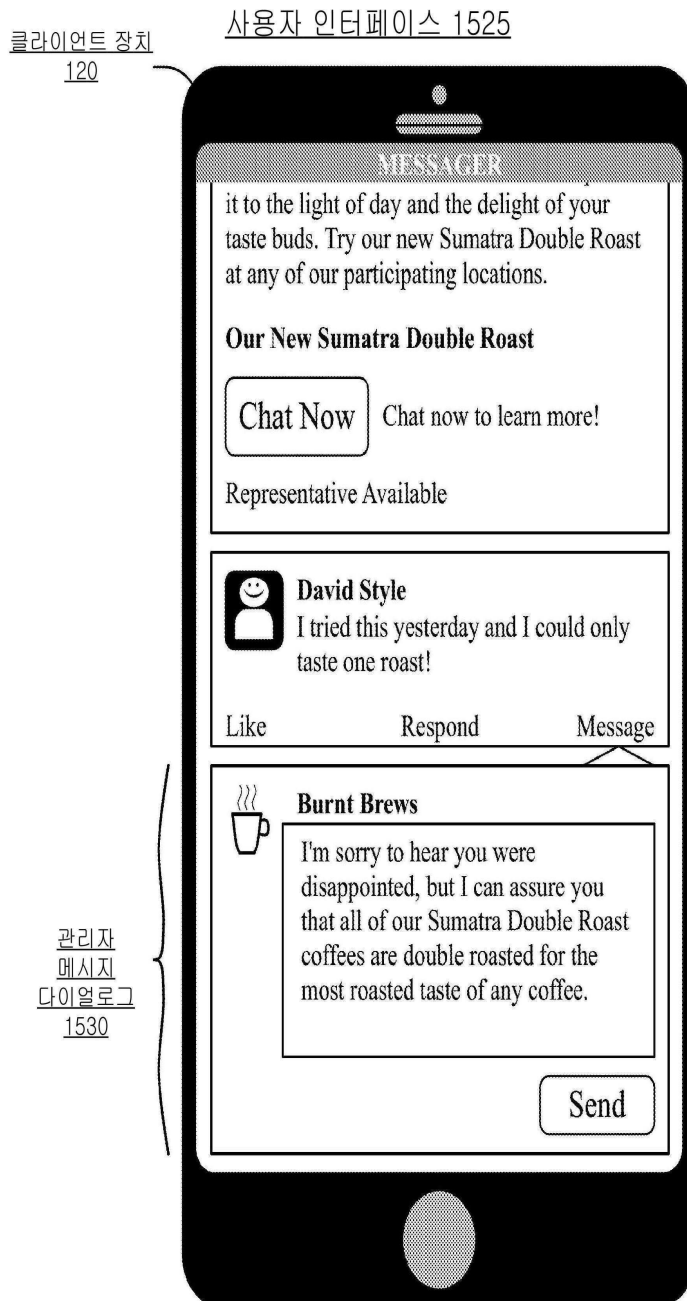 사용자 인터페이스 1525
클라이언트 장치
120
MESSAGER
it to the light of day and the delight of your
taste buds. Try our new Sumatra Double Roast
at any of our participating locations.
Our New Sumatra Double Roast
Chat Now
Chat now to learn more!
Representative Available
David Style
I tried this yesterday and I could only
taste one roast!
Like Respond Message
Burnt Brews
I'm sorry to hear you were
disappointed, but I can assure you
that all of our Sumatra Double Roast
coffees are double roasted for the
most roasted taste of any coffee.
Send
관리자
메시지
다이얼로그
1530